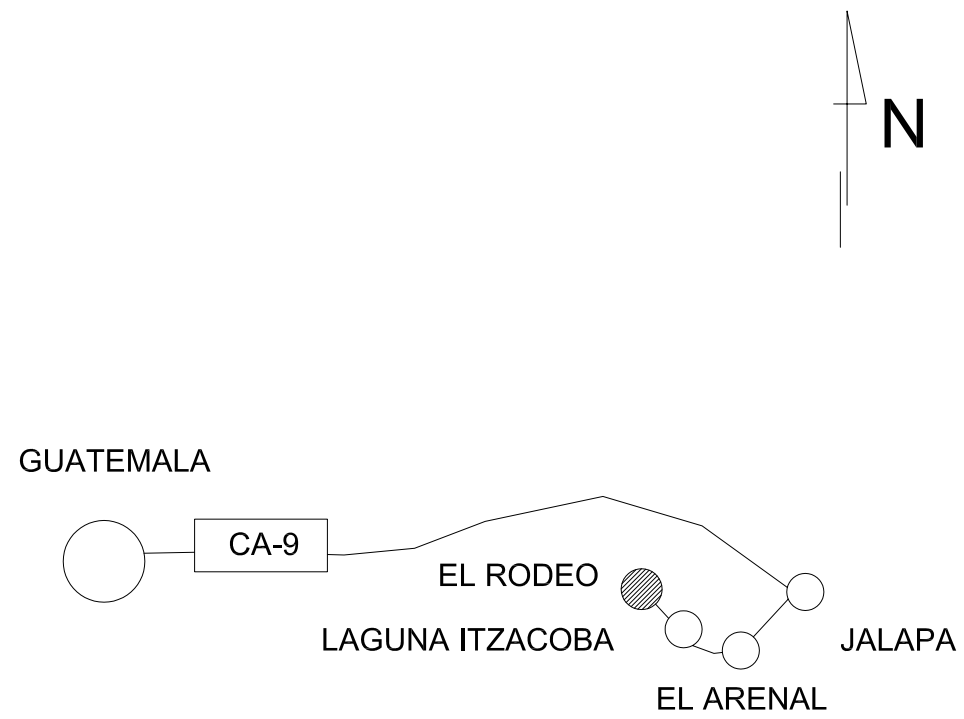 N
GUATEMALA
CA-9
EL RODEO
LAGUNA ITZACOBA
JALAPA
EL ARENAL